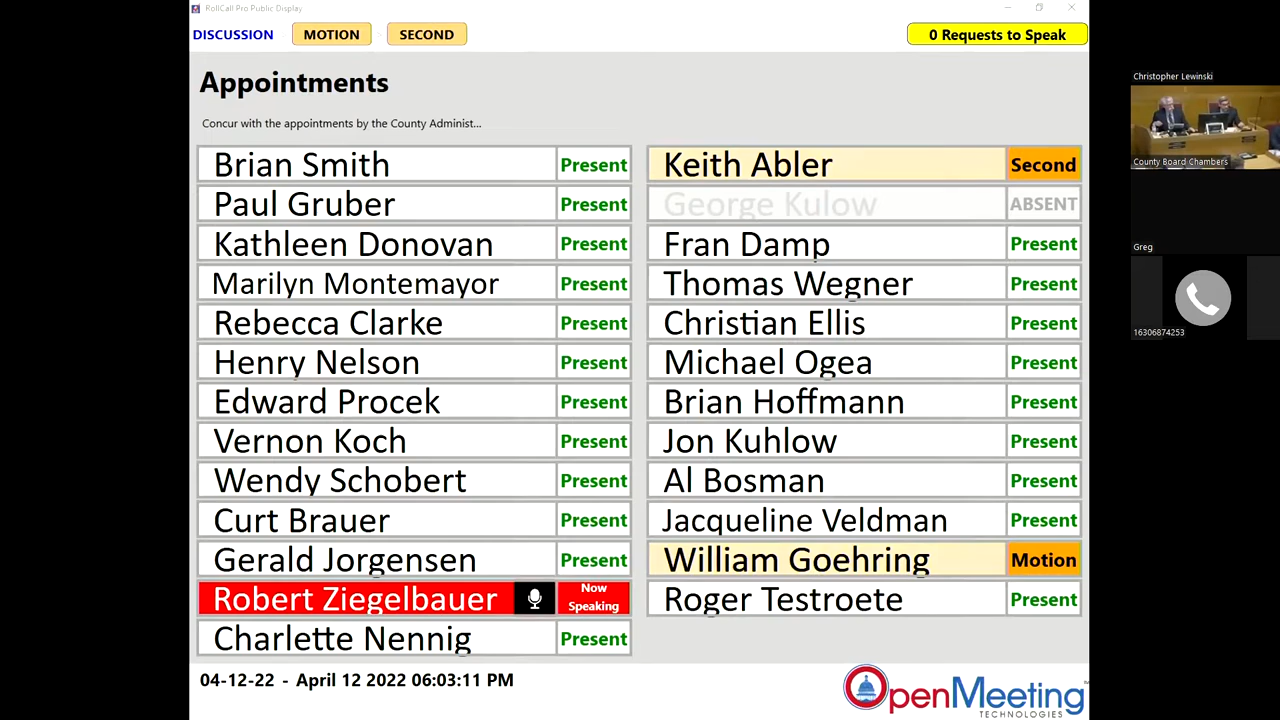 RollCall Pro Public Display
DISCUSSION MOTION SECOND 0 Requests to Speak
Appointments
Concur with the appointments by the County Administ...
Brian Smith Present
Paul Gruber Present
Kathleen Donovan Present
Marilyn Montemayor Present
Rebecca Clarke Present
Henry Nelson Present
Edward Procek Present
Vernon Koch Present
Wendy Schobert Present
Curt Brauer Present
Gerald Jorgensen Present
Robert Ziegelbauer Now Speaking
Charlette Nennig Present
Keith Abler Second
George Kulow ABSENT
Fran Damp Present
Thomas Wegner Present
Christian Ellis Present
Michael Ogea Present
Brian Hoffmann Present
Jon Kuhlow Present
Al Bosman Present
Jacqueline Veldman Present
William Goehring Motion
Roger Testroete Present
04-12-22 - April 12 2022 06:03:11 PM
OpenMeeting
TECHNOLOGIES
Christopher Lewinski
County Board Chambers
Greg
16306874253